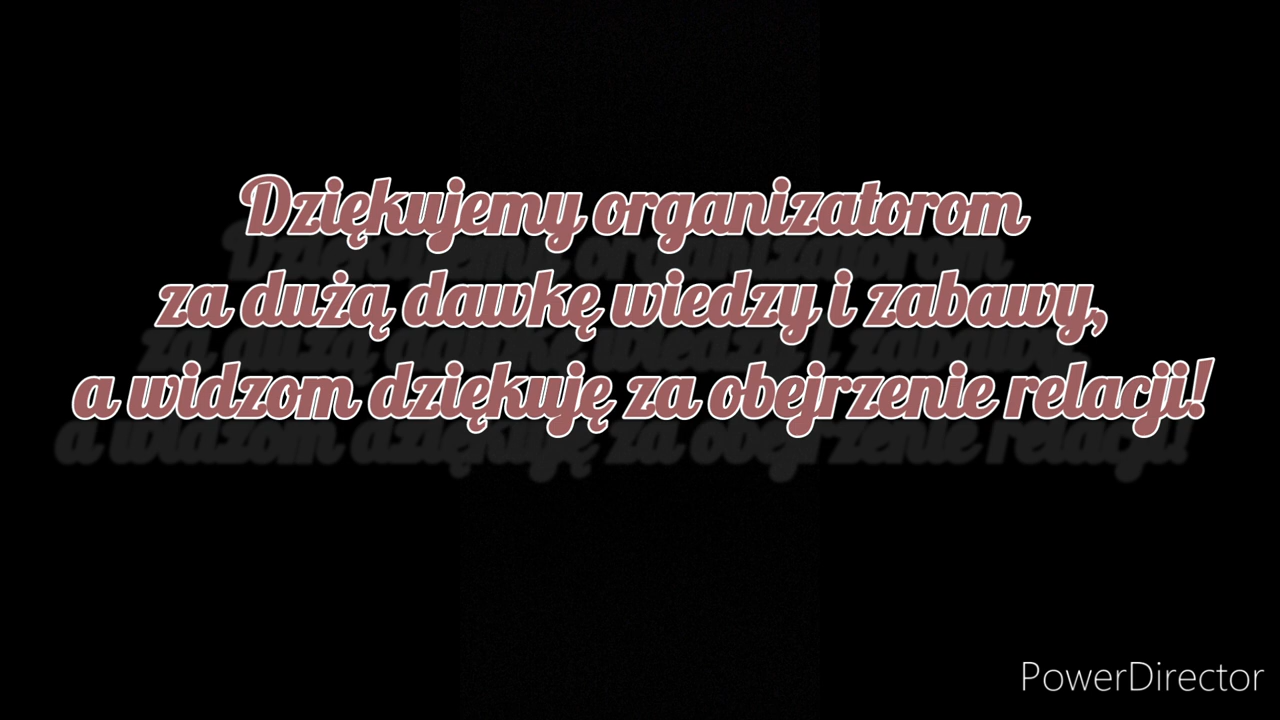 Dziękujemy organizatorom
za dużą dawkę wiedzy i zabawy,
a widzom dziękuję za obejrzenie relacji!
PowerDirector